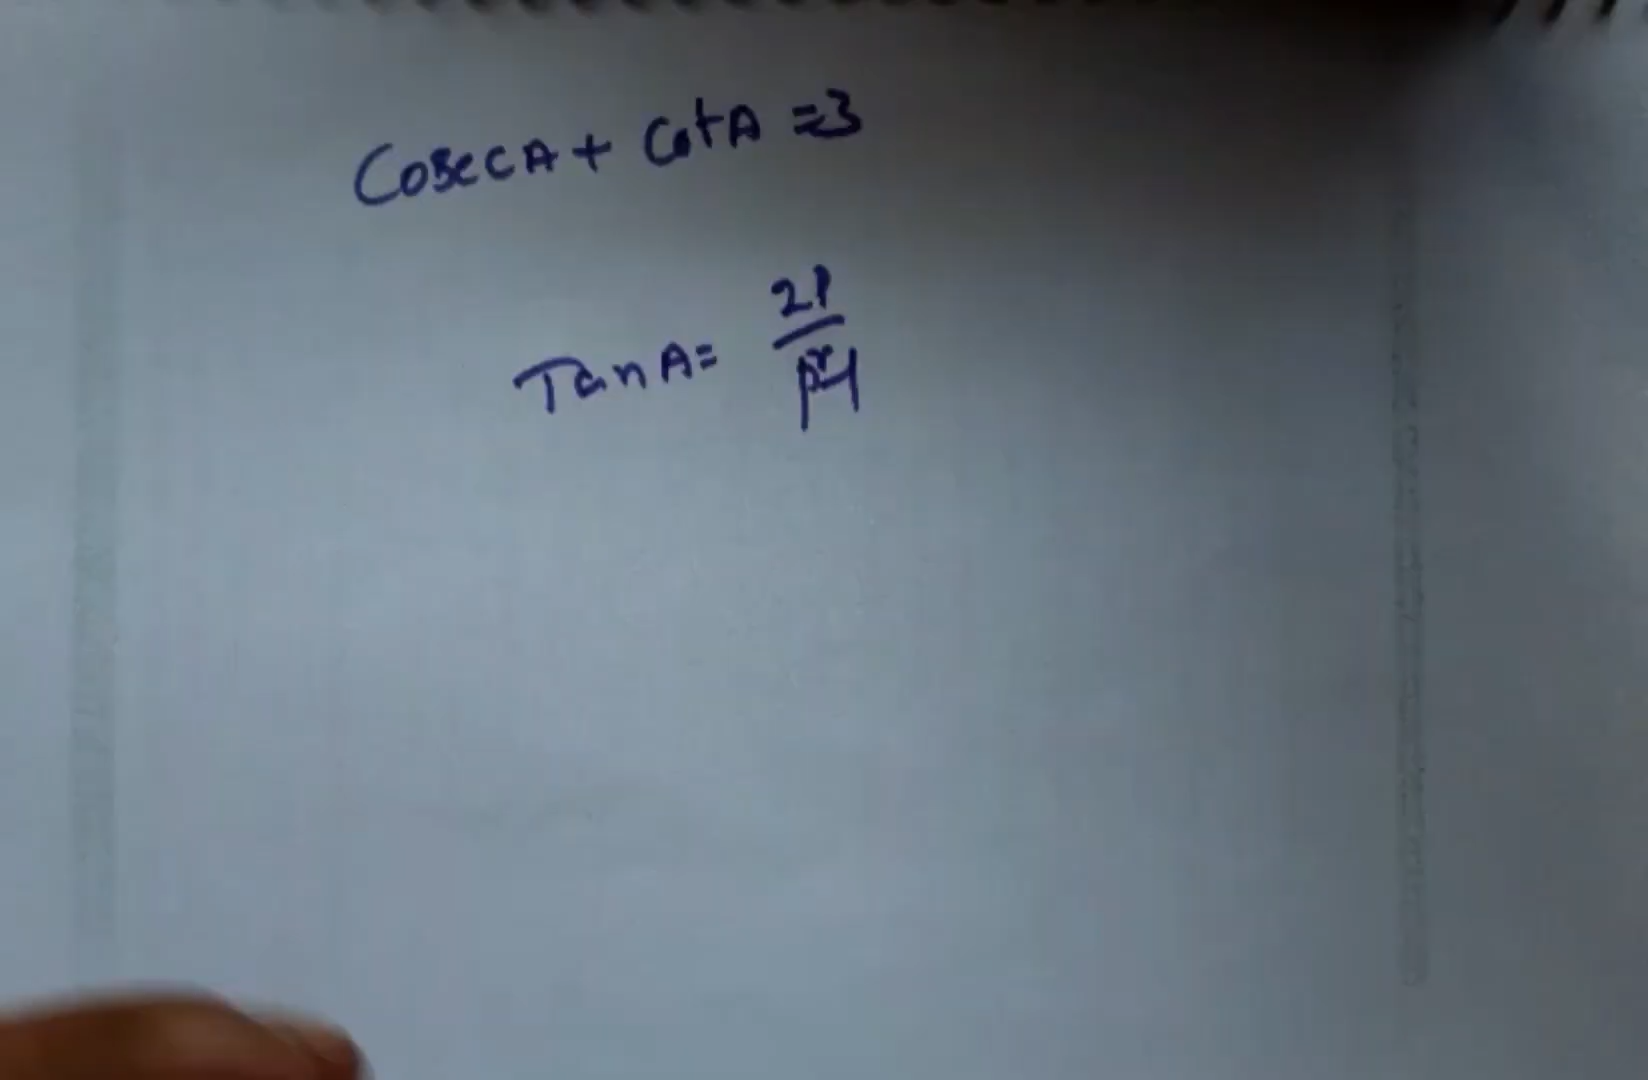 CosecA + CotA = 3
TanA = 2P / P²-1